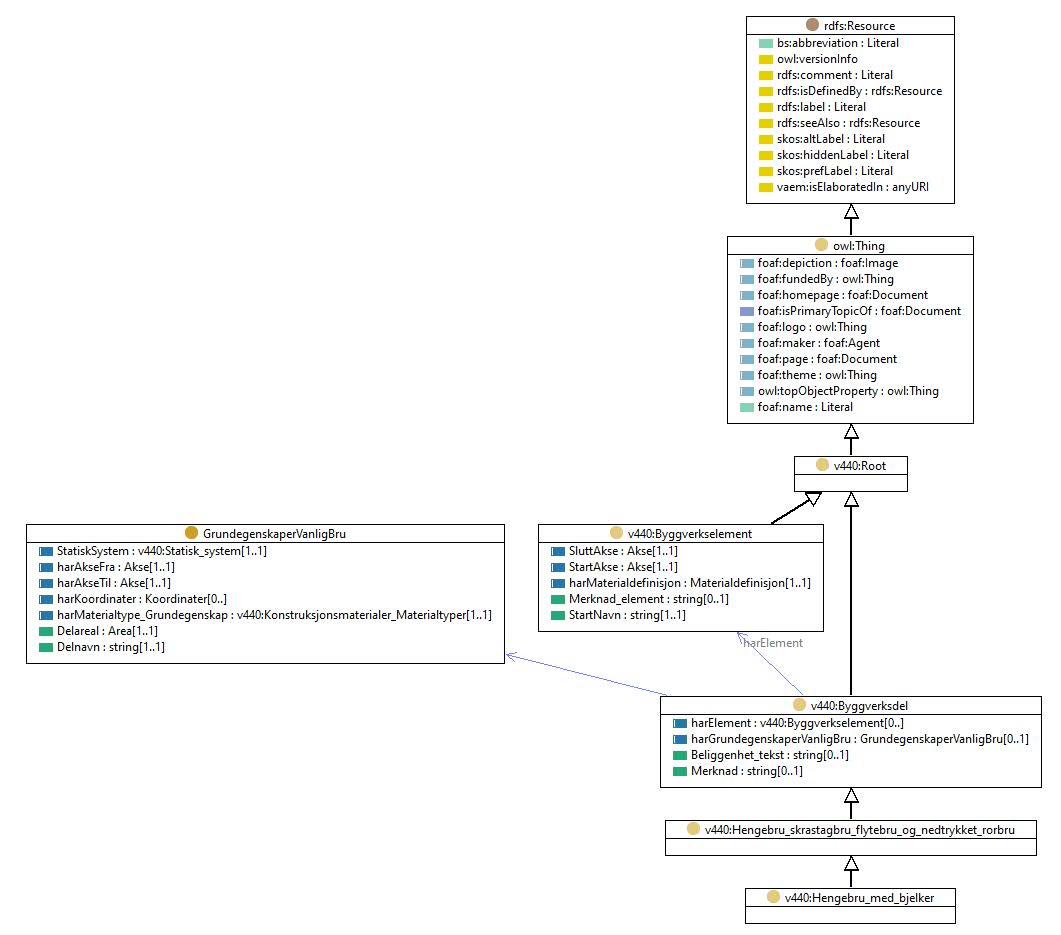 rdfs:Resource
bs:abbreviation : Literal
owl:versionInfo
rdfs:comment : Literal
rdfs:isDefinedBy : rdfs:Resource
rdfs:label : Literal
rdfs:seeAlso : rdfs:Resource
skos:altLabel : Literal
skos:hiddenLabel : Literal
skos:prefLabel : Literal
vaem:isElaboratedIn : anyURI
owl:Thing
foaf:depiction : foaf:Image
foaf:fundedBy : owl:Thing
foaf:homepage : foaf:Document
foaf:isPrimaryTopicOf : foaf:Document
foaf:logo : owl:Thing
foaf:maker : foaf:Agent
foaf:page : foaf:Document
foaf:theme : owl:Thing
owl:topObjectProperty : owl:Thing
foaf:name : Literal
v440:Root
GrundegenskaperVanligBru
StatiskSystem : v440:Statisk_system[1..1]
harAkseFra : Akse[1..1]
harAkseTil : Akse[1..1]
harKoordinater : Koordinater[0..]
harMaterialtype_Grundegenskap : v440:Konstruksjonsmaterialer_Materialtyper[1..1]
Delareal : Area[1..1]
Delnavn : string[1..1]
v440:Byggverkselement
SluttAkse : Akse[1..1]
StartAkse : Akse[1..1]
harMaterialdefinisjon : Materialdefinisjon[1..1]
Merknad_element : string[0..1]
StartNavn : string[1..1]
harElement
v440:Byggverksdel
harElement : v440:Byggverkselement[0..]
harGrundegenskaperVanligBru : GrundegenskaperVanligBru[0..1]
Beliggenhet_tekst : string[0..1]
Merknad : string[0..1]
v440:Hengebru_skrastagbru_flytebru_og_nedtrykket_rorbru
v440:Hengebru_med_bjelker